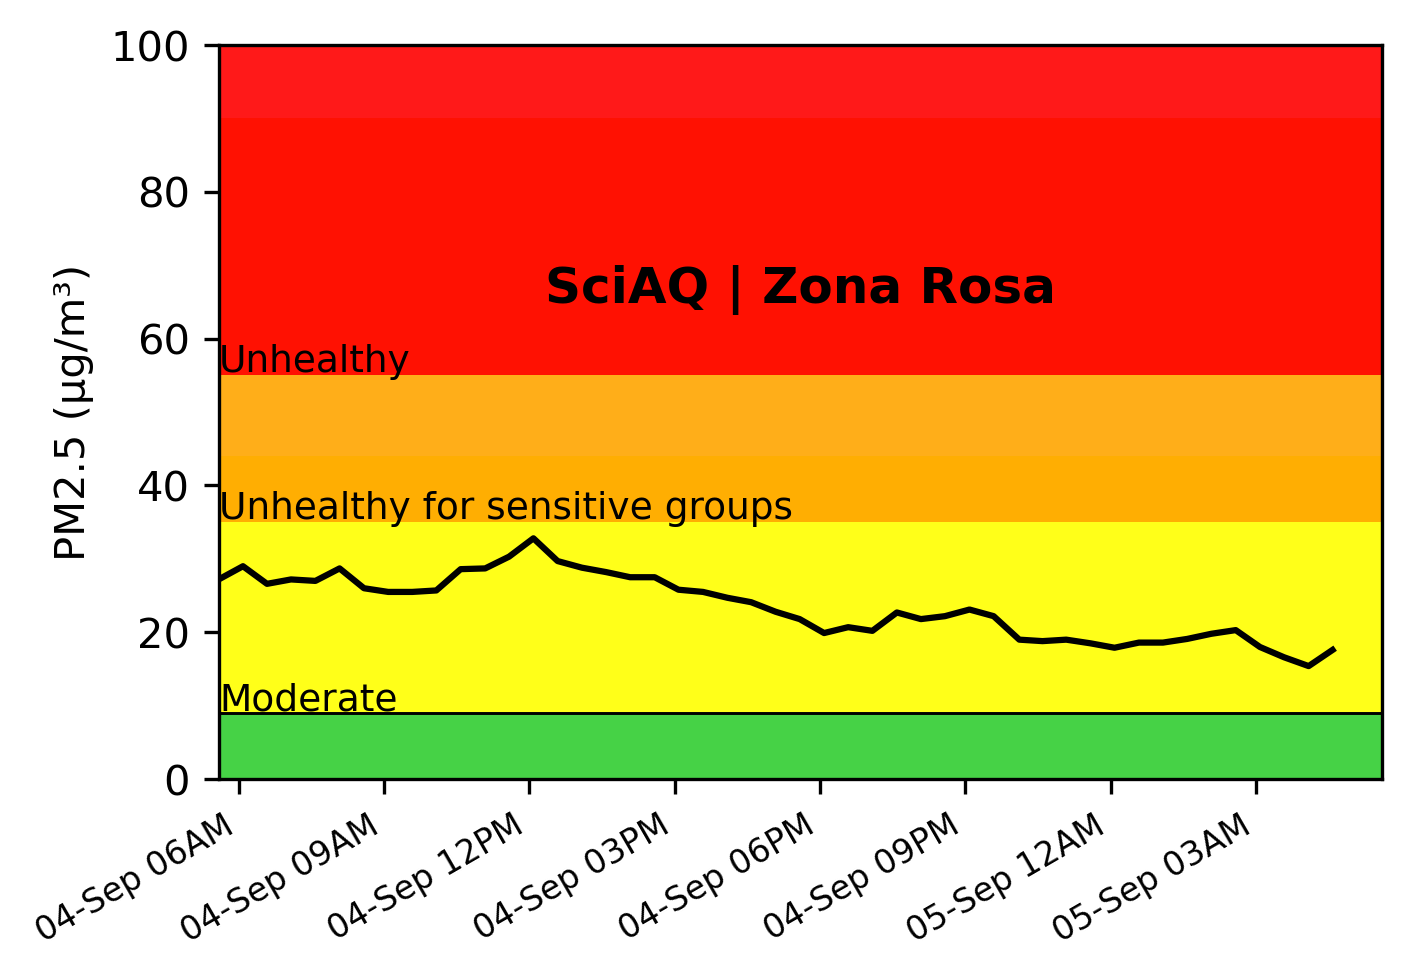 100
80
60
40
20
0
PM2.5 (µg/m³)
SciAQ | Zona Rosa
Unhealthy
Unhealthy for sensitive groups
Moderate
04-Sep 06AM
04-Sep 09AM
04-Sep 12PM
04-Sep 03PM
04-Sep 06PM
04-Sep 09PM
05-Sep 12AM
05-Sep 03AM